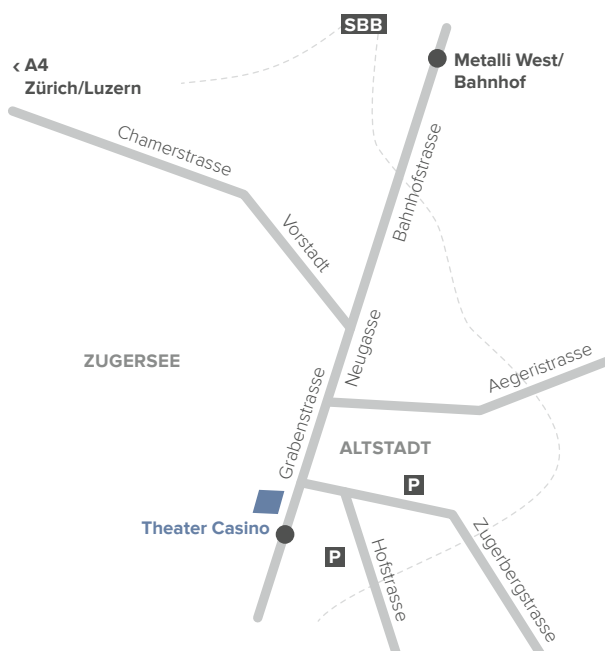 SBB
‹ A4
Zürich/Luzern
Metalli West/
Bahnhof
Chamerstrasse
Bahnhofstrasse
Vorstadt
Neugasse
ZUGERSEE
Aegeristrasse
Grabenstrasse
ALTSTADT
P
Theater Casino
P
Hofstrasse
Zugerbergstrasse